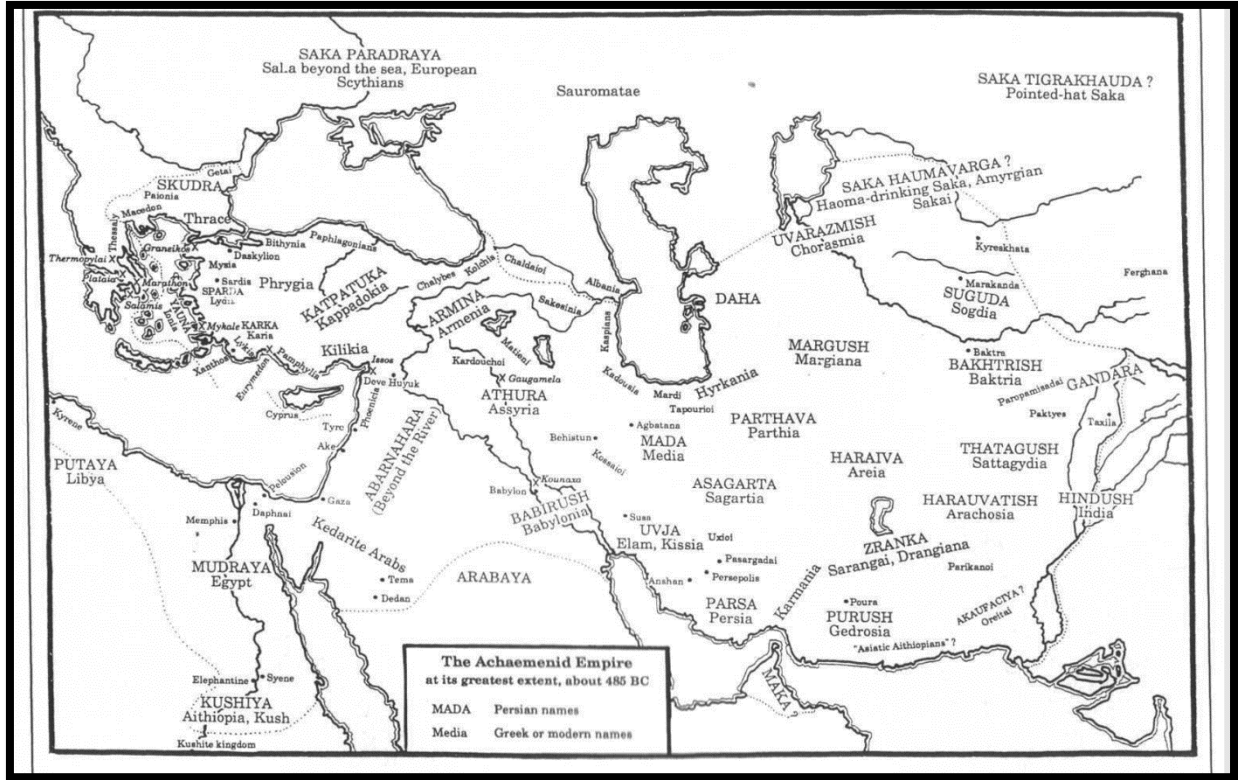 SAKA PARADRAYA
Sal.a beyond the sea, European
Scythians
Sauromatae
SAKA TIGRAKHAUDA ?
Pointed-hat Saka
Getai
SKUDRA
Paionia
Macedon
Thrace
Thessaly
Thermopylai
Plataia
Marathon
Salamis
Graneikos
Bithynia
Paphlagonians
Daskylion
Mysia
Sardis
SPARDA
Lydia
Phrygia
YAUNA
Ionia
Mykale
KARKA
Karia
Lykia
Xanthos
Eurymedon
Pamphylia
Kilikia
Issos
Deve Huyuk
Cyprus
KATPATUKA
Kappadokia
Chalybes
Kolchis
Chaldaioi
Albania
ARMINA
Armenia
Sakesinia
Matieni
Kardouchoi
Gaugamela
ATHURA
Assyria
Kaspians
Kadousia
Mardi
Tapourioi
Hyrkania
DAHA
SAKA HAUMAVARGA ?
Haoma-drinking Saka, Amyrgian
Sakai
UVARAZMISH
Chorasmia
Kyreskhata
Ferghana
Marakanda
SUGUDA
Sogdia
MARGUSH
Margiana
Baktra
BAKHTRISH
Baktria
Paropamisadai
GANDARA
Paktyes
Taxila
PARTHAVA
Parthia
HARAIVA
Areia
THATAGUSH
Sattagydia
HARAUVATISH
Arachosia
HINDUSH
India
Agbatana
MADA
Media
Behistun
Kossaioi
ASAGARTA
Sagartia
ZRANKA
Sarangai, Drangiana
Parikanoi
Kyrene
PUTAYA
Libya
Tyre
Phoenicia
Ake
ABARNAHARA
(Beyond the River)
Pelousion
Daphnai
Gaza
Memphis
MUDRAYA
Egypt
Kedarite Arabs
Tema
Dedan
ARABAYA
Babylon
Kounaxa
BABIRUSH
Babylonia
Susa
UVJA
Elam, Kissia
Uxioi
Pasargadai
Anshan
Persepolis
PARSA
Persia
Karmania
Poura
PURUSH
Gedrosia
AKAUFACIYA ?
Oreitai
"Asiatic Aithiopians" ?
MAKA ?
Elephantine
Syene
KUSHIYA
Aithiopia, Kush
Kushite kingdom
The Achaemenid Empire
at its greatest extent, about 485 BC
MADA Persian names
Media Greek or modern names